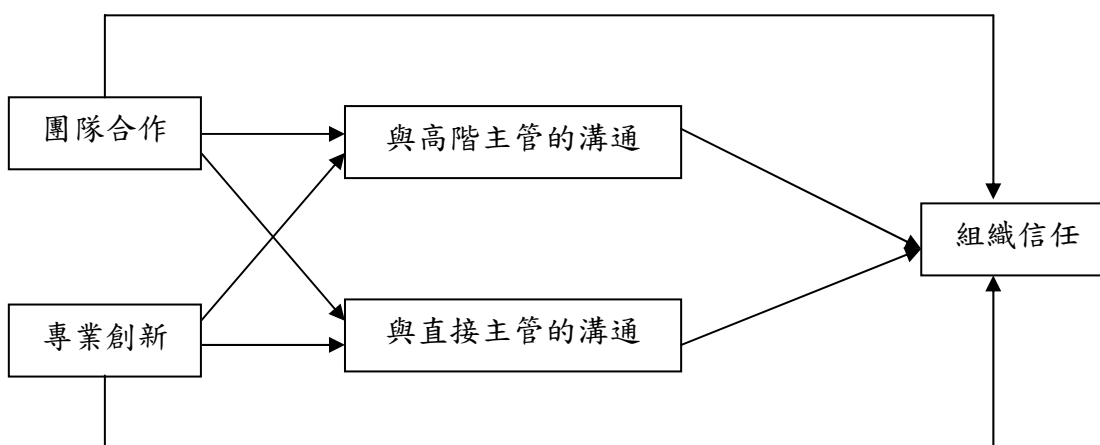 團隊合作
與高階主管的溝通
組織信任
專業創新
與直接主管的溝通